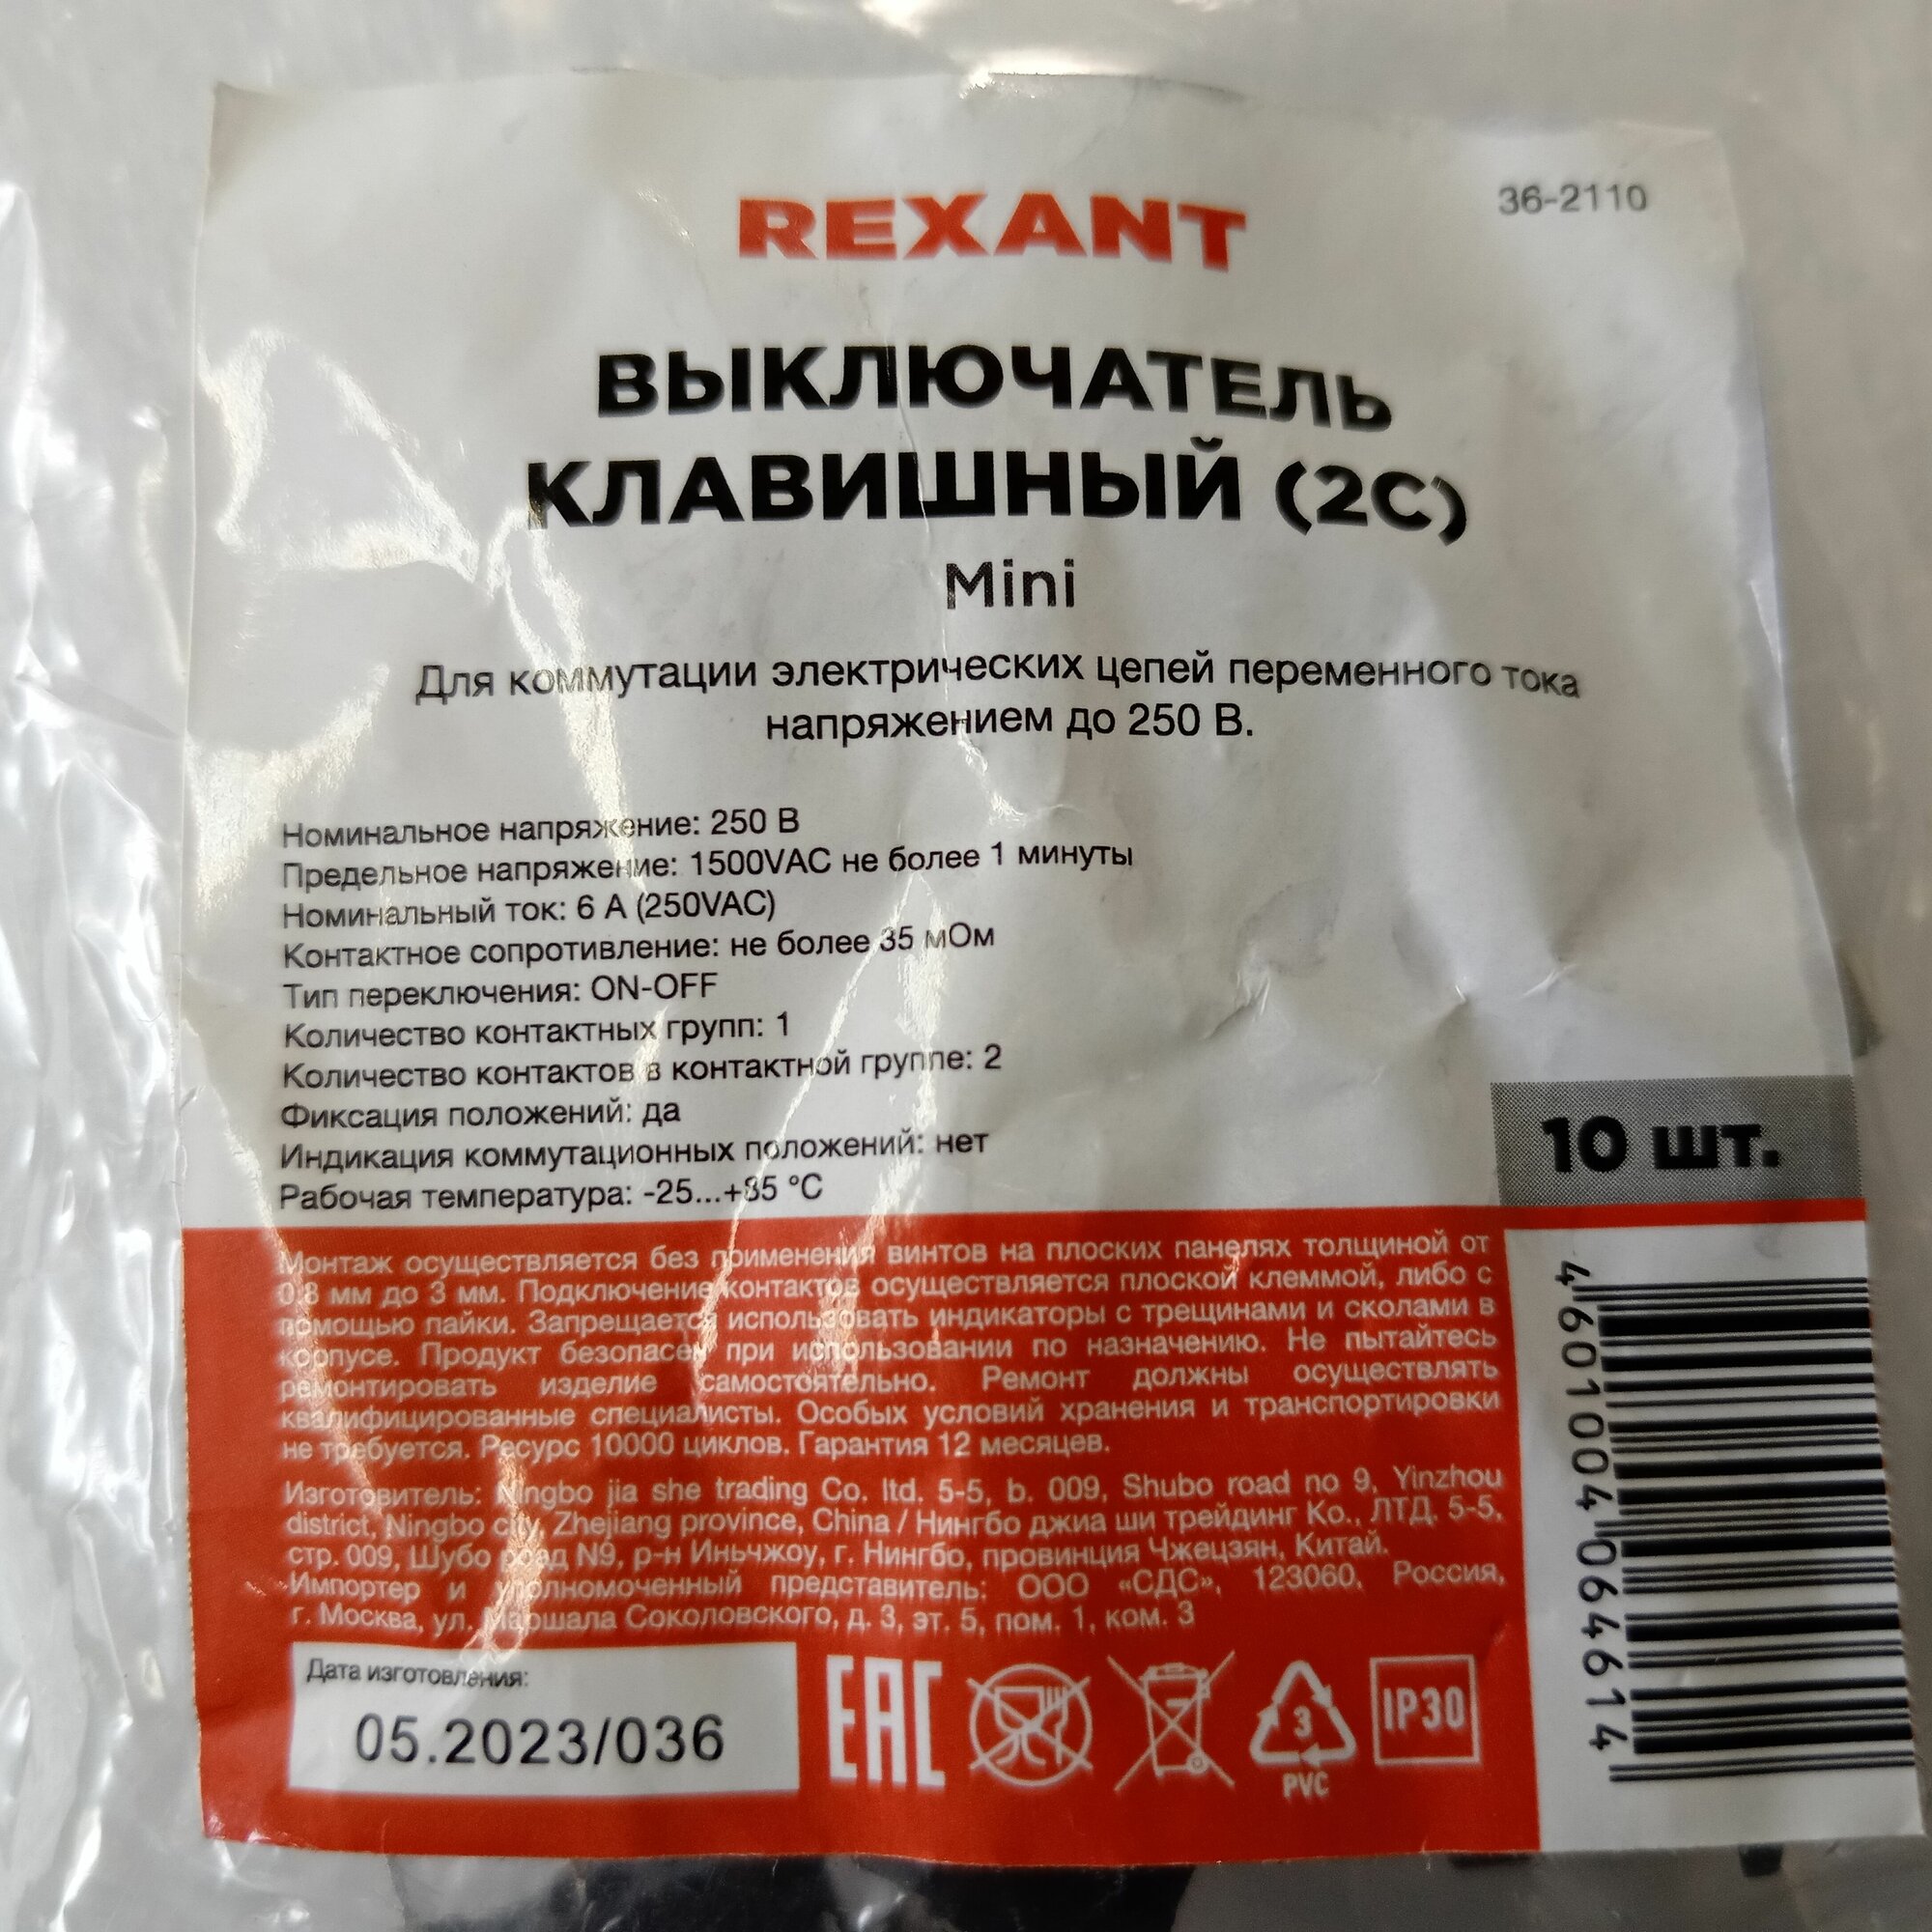 REXANT
36-2110
ВЫКЛЮЧАТЕЛЬ
КЛАВИШНЫЙ (2С)
Mini
Для коммутации электрических цепей переменного тока
напряжением до 250 В.
Номинальное напряжение: 250 В
Предельное напряжение: 1500VAC не более 1 минуты
Номинальный ток: 6 А (250VAC)
Контактное сопротивление: не более 35 мОм
Тип переключения: ON-OFF
Количество контактных групп: 1
Количество контактов в контактной группе: 2
Фиксация положений: да
Индикация коммутационных положений: нет
Рабочая температура: -25...+85 °C
10 шт.
Монтаж осуществляется без применения винтов на плоских панелях толщиной от
0,8 мм до 3 мм. Подключение контактов осуществляется плоской клеммой, либо с
помощью пайки. Запрещается использовать индикаторы с трещинами и сколами в
корпусе. Продукт безопасен при использовании по назначению. Не пытайтесь
ремонтировать изделие самостоятельно. Ремонт должны осуществлять
квалифицированные специалисты. Особых условий хранения и транспортировки
не требуется. Ресурс 10000 циклов. Гарантия 12 месяцев.
Изготовитель: Ningbo jia she trading Co. ltd. 5-5, b. 009, Shubo road no 9, Yinzhou
district, Ningbo city, Zhejiang province, China / Нингбо джиа ши трейдинг Ко., ЛТД. 5-5,
стр. 009, Шубо роад N9, р-н Иньчжоу, г. Нингбо, провинция Чжецзян, Китай.
Импортер и уполномоченный представитель: ООО «СДС», 123060, Россия,
г. Москва, ул. Маршала Соколовского, д. 3, эт. 5, пом. 1, ком. 3
Дата изготовления:
05.2023/036
EAC
3
PVC
IP30
4601004064614